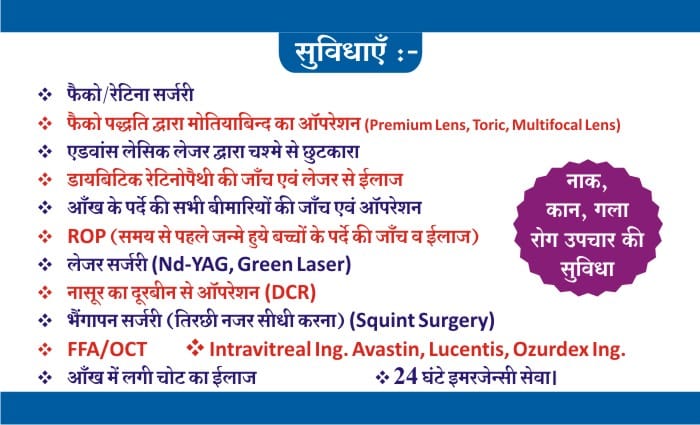 सुविधाएँ :-
❖ फैको/रेटिना सर्जरी
❖ फैको पद्धति द्वारा मोतियाबिन्द का ऑपरेशन (Premium Lens, Toric, Multifocal Lens)
❖ एडवांस लेसिक लेजर द्वारा चश्मे से छुटकारा
❖ डायबिटिक रेटिनोपैथी की जाँच एवं लेजर से ईलाज
❖ आँख के पर्दे की सभी बीमारियों की जाँच एवं ऑपरेशन
❖ ROP (समय से पहले जन्मे हुये बच्चों के पर्दे की जाँच व ईलाज)
❖ लेजर सर्जरी (Nd-YAG, Green Laser)
❖ नासूर का दूरबीन से ऑपरेशन (DCR)
❖ भैंगापन सर्जरी (तिरछी नजर सीधी करना) (Squint Surgery)
❖ FFA/OCT ❖ Intravitreal Ing. Avastin, Lucentis, Ozurdex Ing.
❖ आँख में लगी चोट का ईलाज ❖ 24 घंटे इमरजेन्सी सेवा।
नाक,
कान, गला
रोग उपचार की
सुविधा